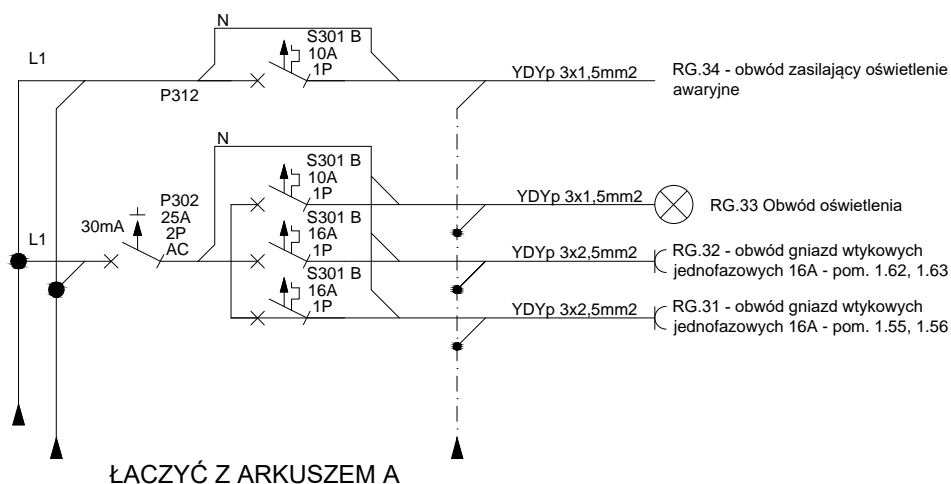 N
S301 B
10A
1P
L1
P312
YDYp 3x1,5mm2
RG.34 - obwód zasilający oświetlenie
awaryjne
N
S301 B
10A
1P
YDYp 3x1,5mm2
RG.33 Obwód oświetlenia
P302
25A
2P
AC
30mA
L1
S301 B
16A
1P
YDYp 3x2,5mm2
RG.32 - obwód gniazd wtykowych
jednofazowych 16A - pom. 1.62, 1.63
S301 B
16A
1P
YDYp 3x2,5mm2
RG.31 - obwód gniazd wtykowych
jednofazowych 16A - pom. 1.55, 1.56
ŁACZYĆ Z ARKUSZEM A